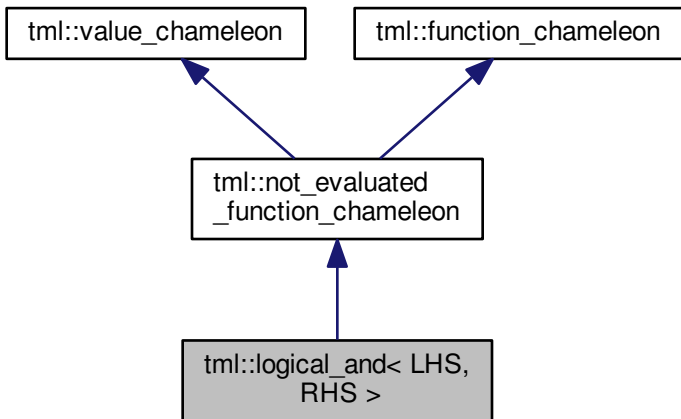 tml::value_chameleon
tml::function_chameleon
tml::not_evaluated
_function_chameleon
tml::logical_and< LHS,
RHS >